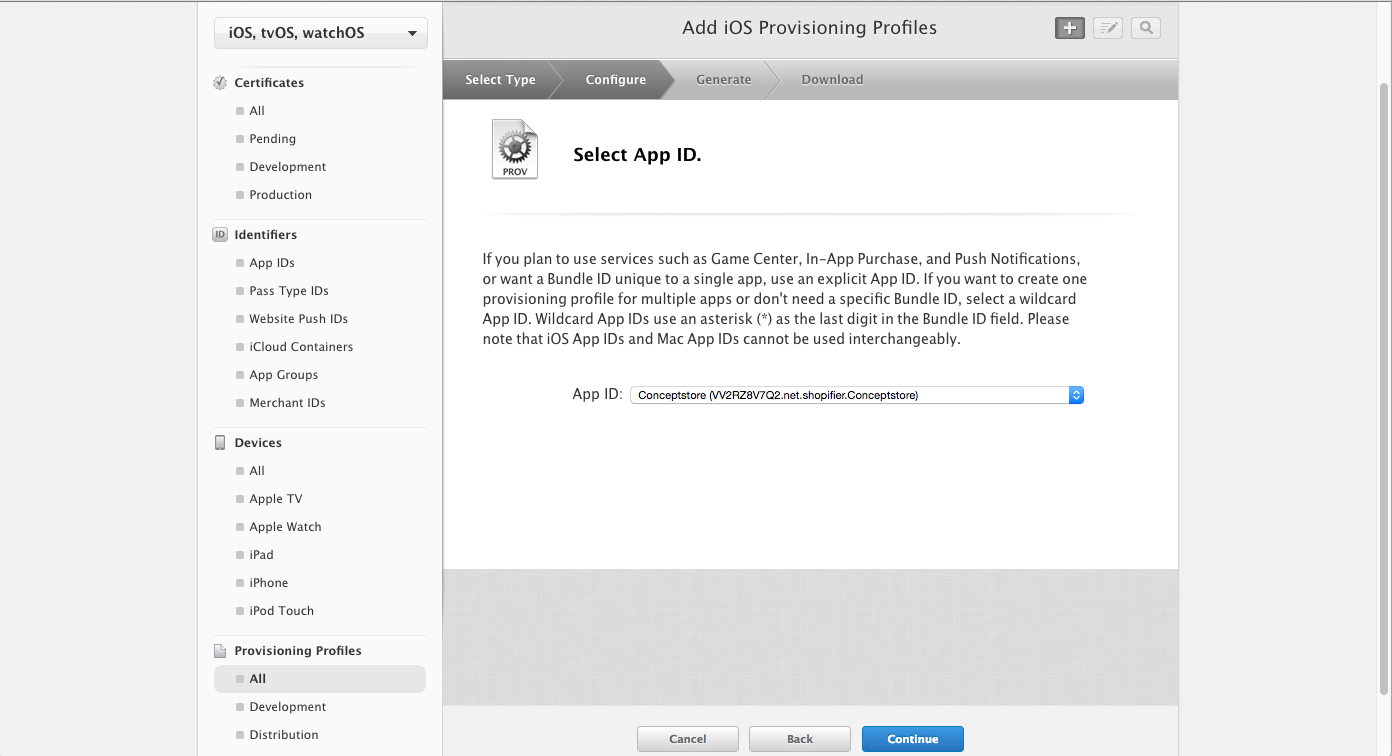 iOS, tvOS, watchOS
Certificates
All
Pending
Development
Production
ID Identifiers
App IDs
Pass Type IDs
Website Push IDs
iCloud Containers
App Groups
Merchant IDs
Devices
All
Apple TV
Apple Watch
iPad
iPhone
iPod Touch
Provisioning Profiles
All
Development
Distribution
Add iOS Provisioning Profiles
Select Type Configure Generate Download
PROV
Select App ID.
If you plan to use services such as Game Center, In-App Purchase, and Push Notifications,
or want a Bundle ID unique to a single app, use an explicit App ID. If you want to create one
provisioning profile for multiple apps or don't need a specific Bundle ID, select a wildcard
App ID. Wildcard App IDs use an asterisk (*) as the last digit in the Bundle ID field. Please
note that iOS App IDs and Mac App IDs cannot be used interchangeably.
App ID: Conceptstore (VV2RZ8V7Q2.net.shopifier.Conceptstore)
Cancel Back Continue